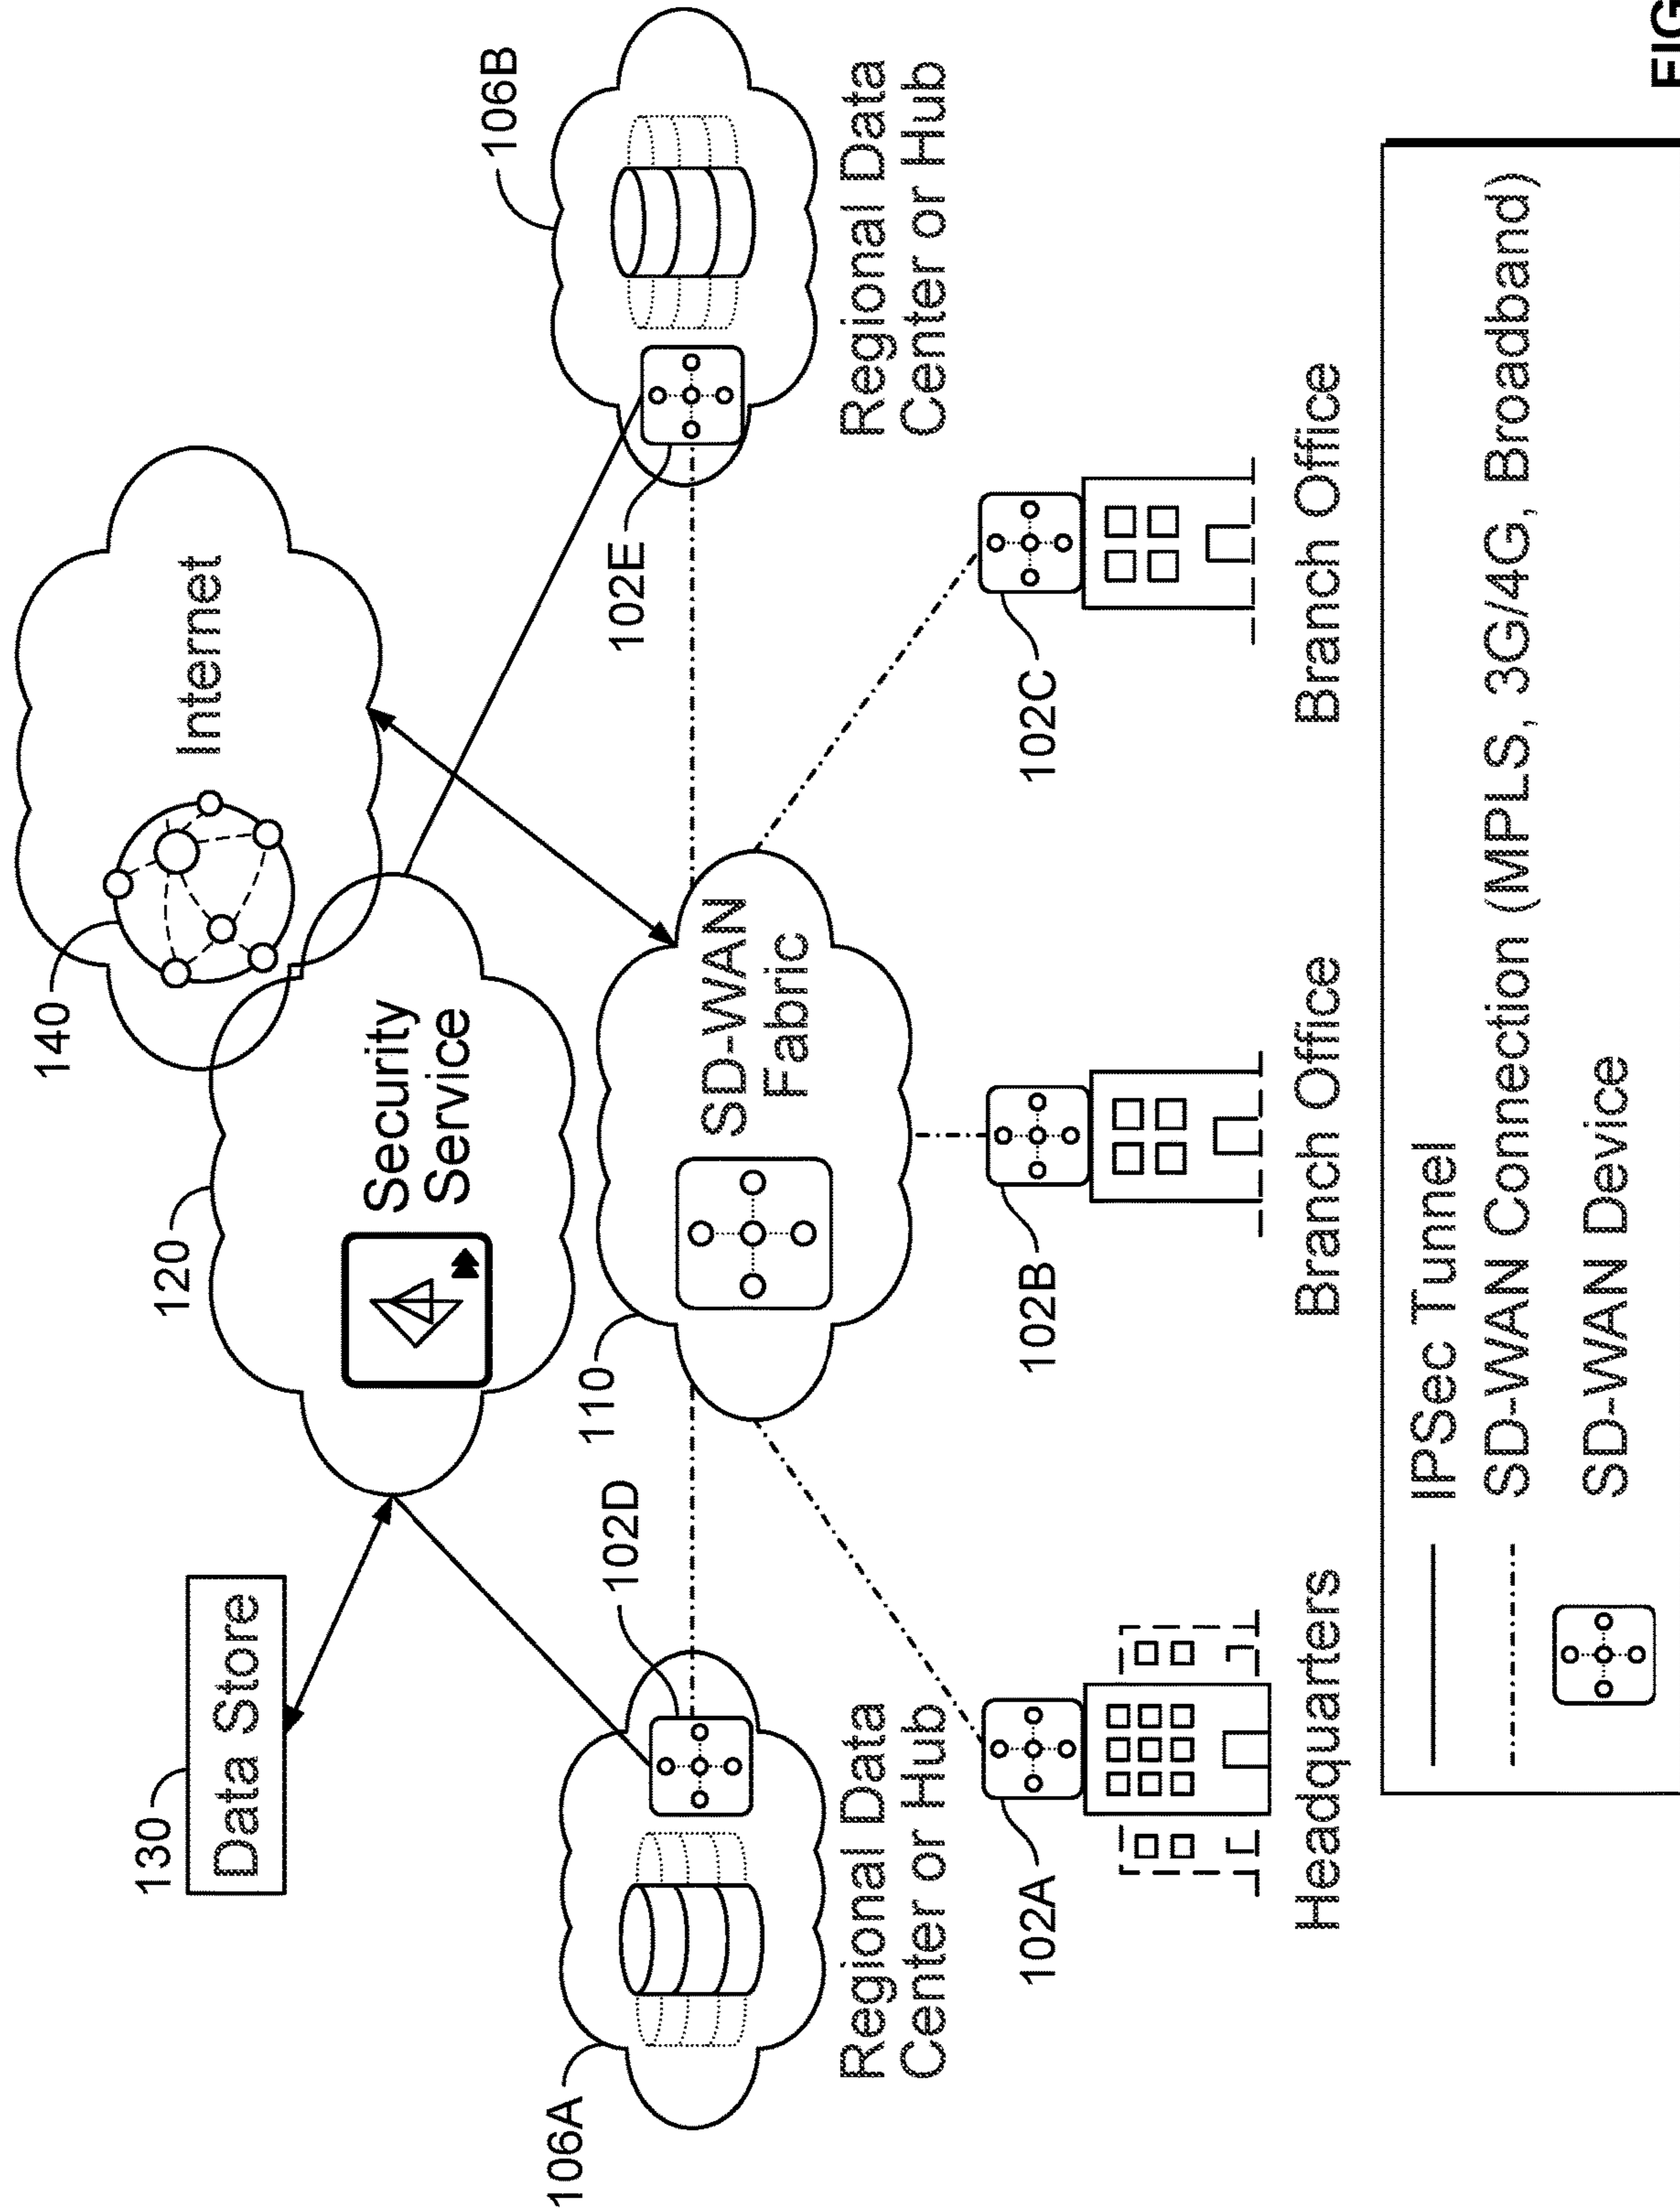 130
Data Store
140
Internet
120
Security
Service
106A
102D
110
SD-WAN
Fabric
102E
106B
Regional Data
Center or Hub
Regional Data
Center or Hub
102A
Headquarters
102B
Branch Office
102C
Branch Office
IPSec Tunnel
SD-WAN Connection (MPLS, 3G/4G, Broadband)
SD-WAN Device
FIG